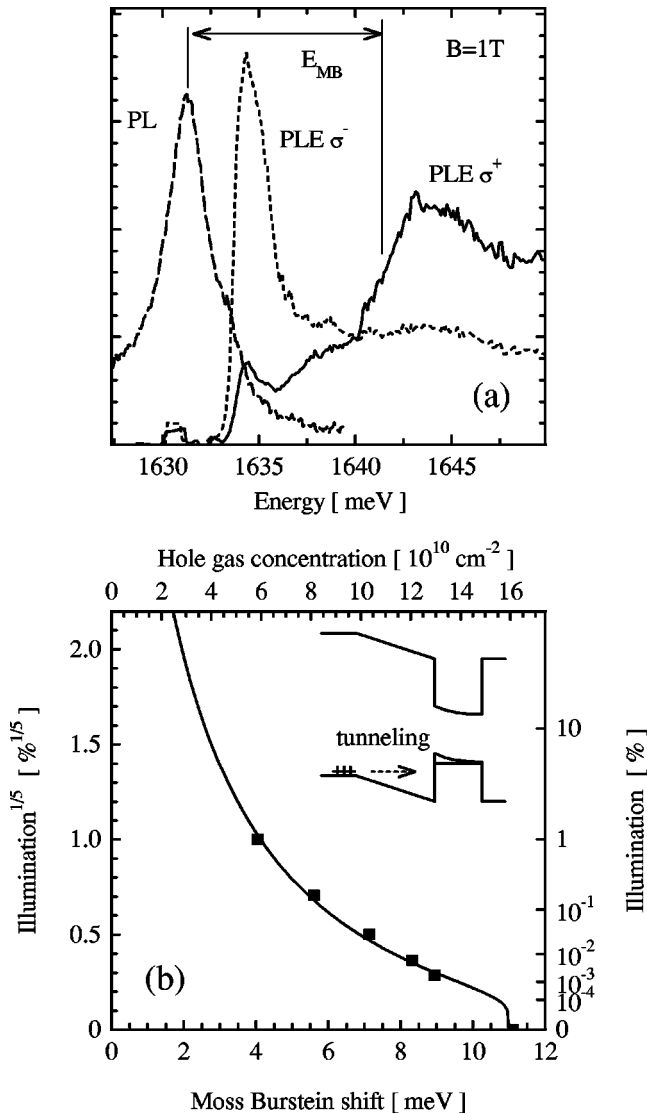 B=1T
E_MB
PL
PLE σ⁻
PLE σ⁺
(a)
1630 1635 1640 1645
Energy [ meV ]
Hole gas concentration [ 10¹⁰ cm⁻² ]
0 2 4 6 8 10 12 14 16
2.0
1.5
1.0
0.5
0
Illumination^1/5 [ %^1/5 ]
tunneling
10
1
10⁻¹
10⁻²
10⁻³
10⁻⁴
0
Illumination [ % ]
(b)
0 2 4 6 8 10 12
Moss Burstein shift [ meV ]